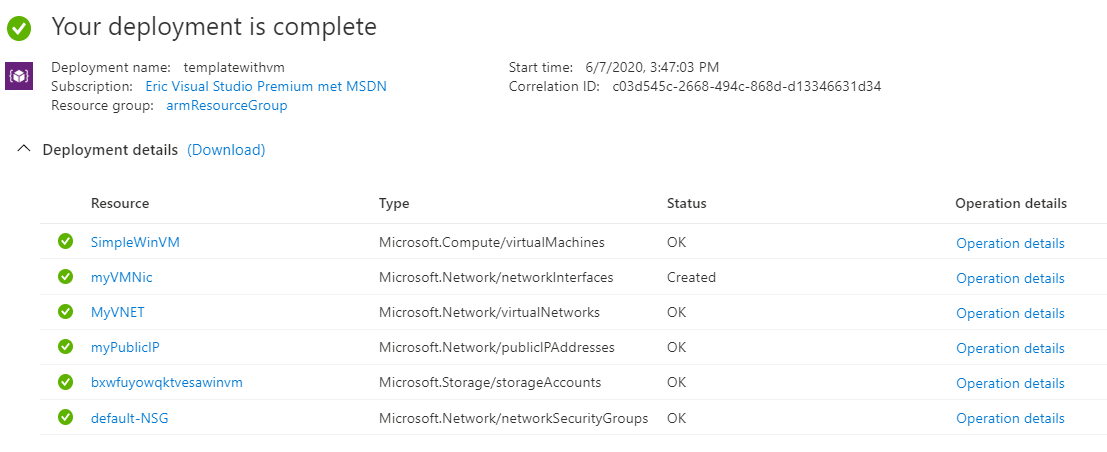 Your deployment is complete
Deployment name: templatewithvm Start time: 6/7/2020, 3:47:03 PM
Subscription: Eric Visual Studio Premium met MSDN Correlation ID: c03d545c-2668-494c-868d-d13346631d34
Resource group: armResourceGroup
Deployment details (Download)
Resource Type Status Operation details
SimpleWinVM Microsoft.Compute/virtualMachines OK Operation details
myVMNic Microsoft.Network/networkInterfaces Created Operation details
MyVNET Microsoft.Network/virtualNetworks OK Operation details
myPublicIP Microsoft.Network/publicIPAddresses OK Operation details
bxwfuyowqktvesawinvm Microsoft.Storage/storageAccounts OK Operation details
default-NSG Microsoft.Network/networkSecurityGroups OK Operation details